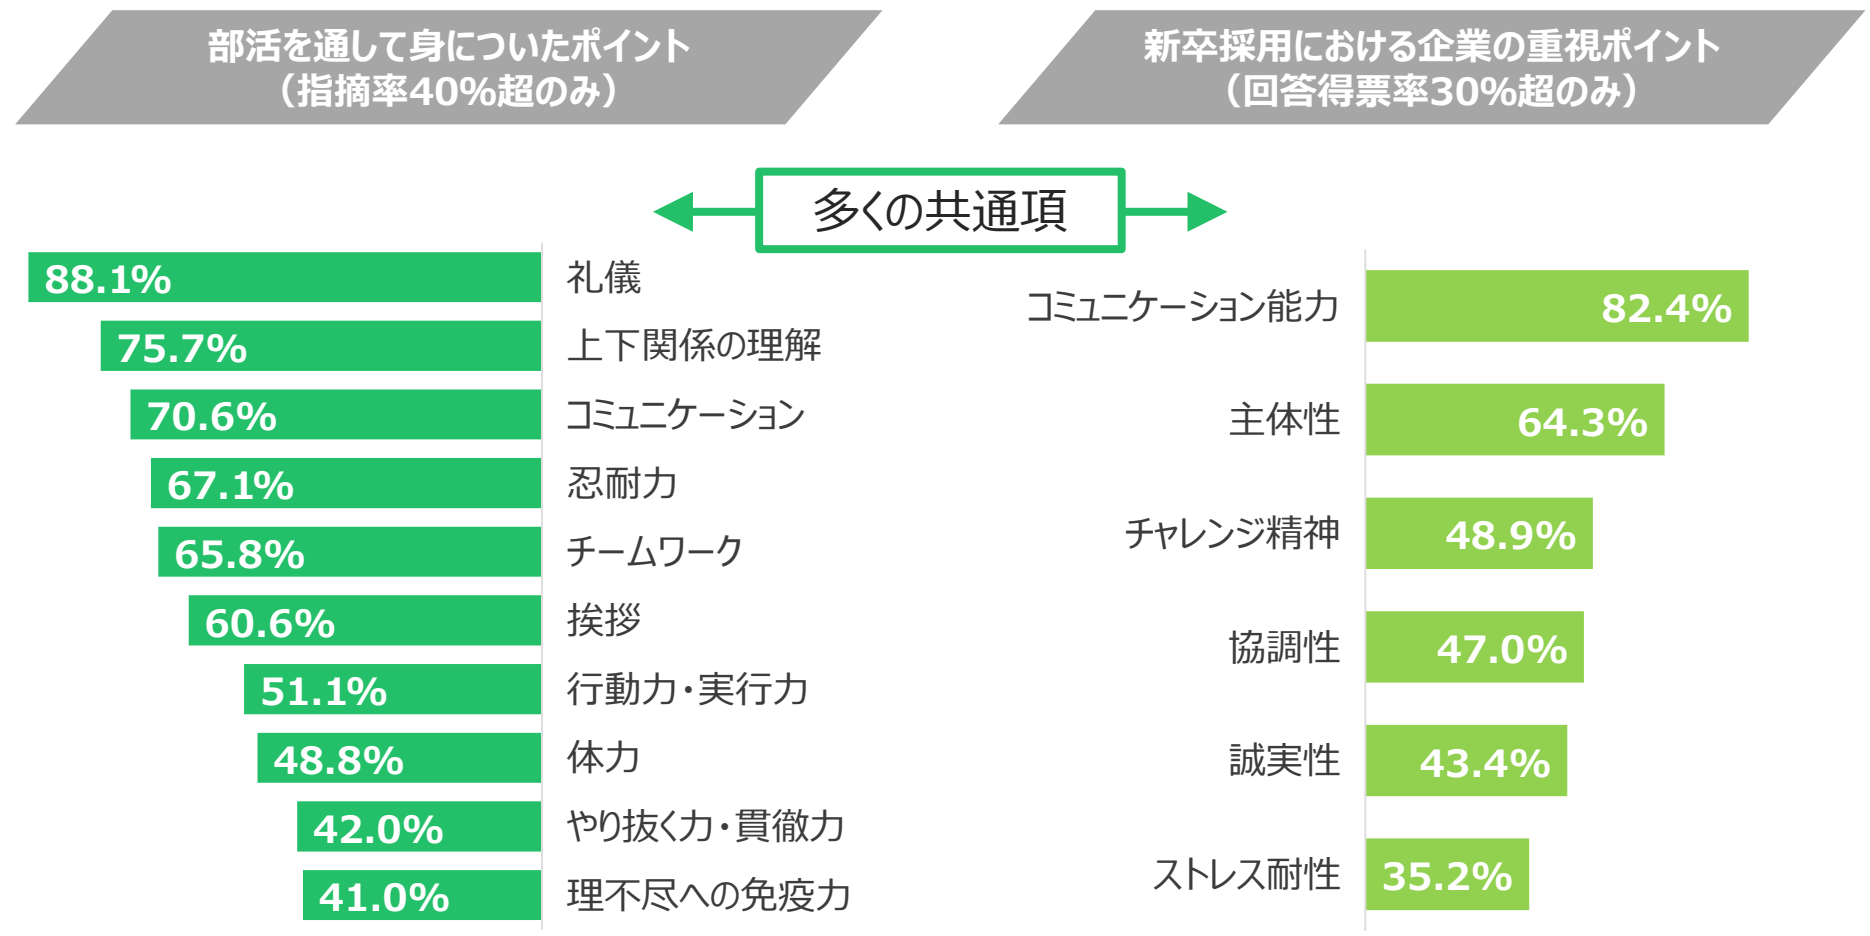 部活を通して身についたポイント
（指摘率40%超のみ）
新卒採用における企業の重視ポイント
（回答得票率30%超のみ）
多くの共通項
88.1% 礼儀
75.7% 上下関係の理解
70.6% コミュニケーション
67.1% 忍耐力
65.8% チームワーク
60.6% 挨拶
51.1% 行動力・実行力
48.8% 体力
42.0% やり抜く力・貫徹力
41.0% 理不尽への免疫力
コミュニケーション能力 82.4%
主体性 64.3%
チャレンジ精神 48.9%
協調性 47.0%
誠実性 43.4%
ストレス耐性 35.2%